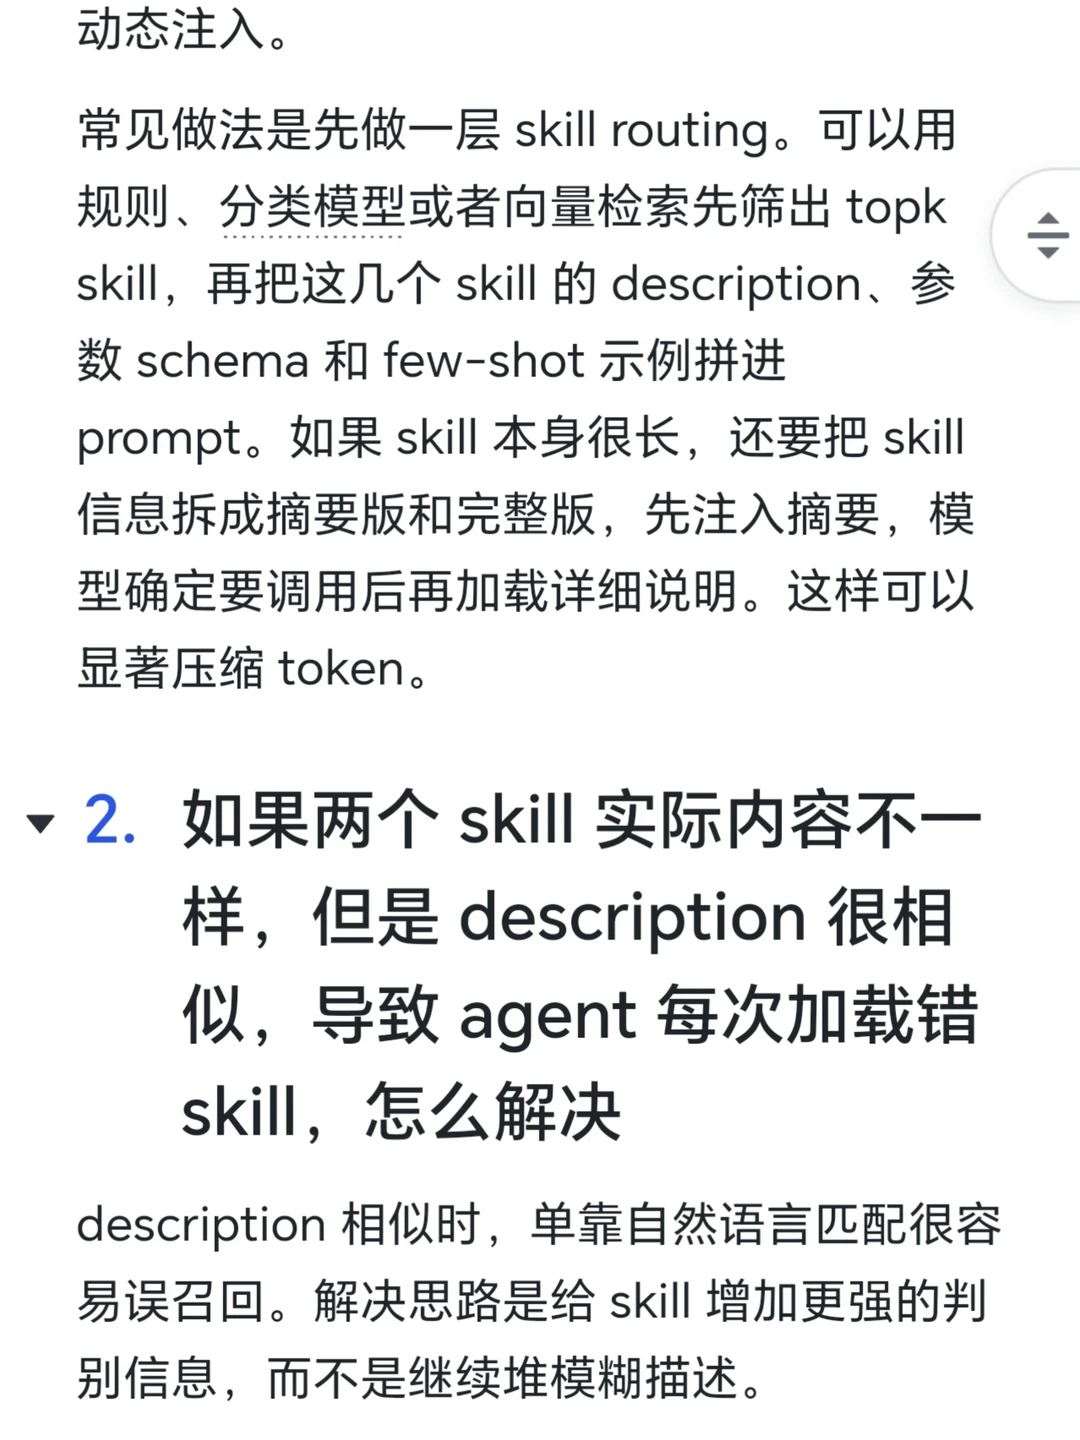 动态注入。
常见做法是先做一层 skill routing。可以用
规则、分类模型或者向量检索先筛出 topk
skill，再把这几个 skill 的 description、参
数 schema 和 few-shot 示例拼进
prompt。如果 skill 本身很长，还要把 skill
信息拆成摘要版和完整版，先注入摘要，模
型确定要调用后再加载详细说明。这样可以
显著压缩 token。
2. 如果两个 skill 实际内容不一
样，但是 description 很相
似，导致 agent 每次加载错
skill，怎么解决
description 相似时，单靠自然语言匹配很容
易误召回。解决思路是给 skill 增加更强的判
别信息，而不是继续堆模糊描述。